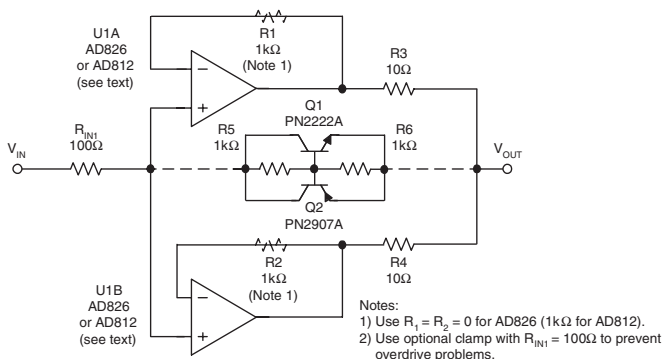 U1A
AD826
or AD812
(see text)
R1
1kΩ
(Note 1)
R3
10Ω
Q1
PN2222A
V_IN
R_IN1
100Ω
R5
1kΩ
R6
1kΩ
V_OUT
Q2
PN2907A
R2
1kΩ
(Note 1)
R4
10Ω
U1B
AD826
or AD812
(see text)
Notes:
1) Use R_1 = R_2 = 0 for AD826 (1kΩ for AD812).
2) Use optional clamp with R_IN1 = 100Ω to prevent
overdrive problems.